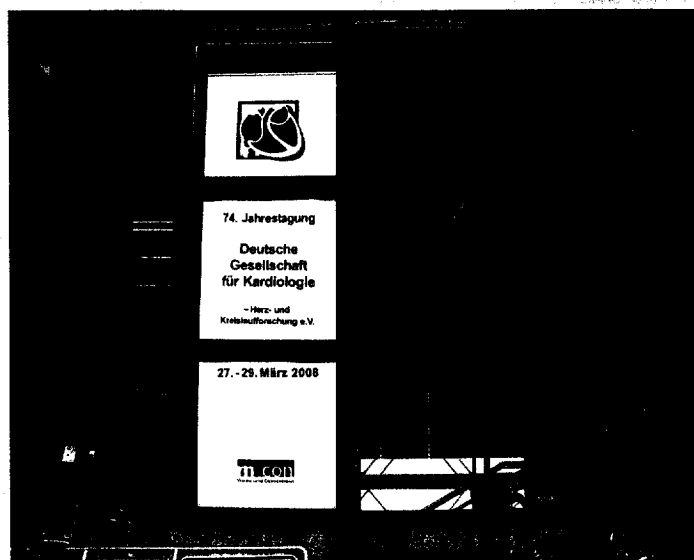 74. Jahrestagung
Deutsche
Gesellschaft
für Kardiologie
– Herz- und
Kreislaufforschung e.V.
27. - 29. März 2008
m:con